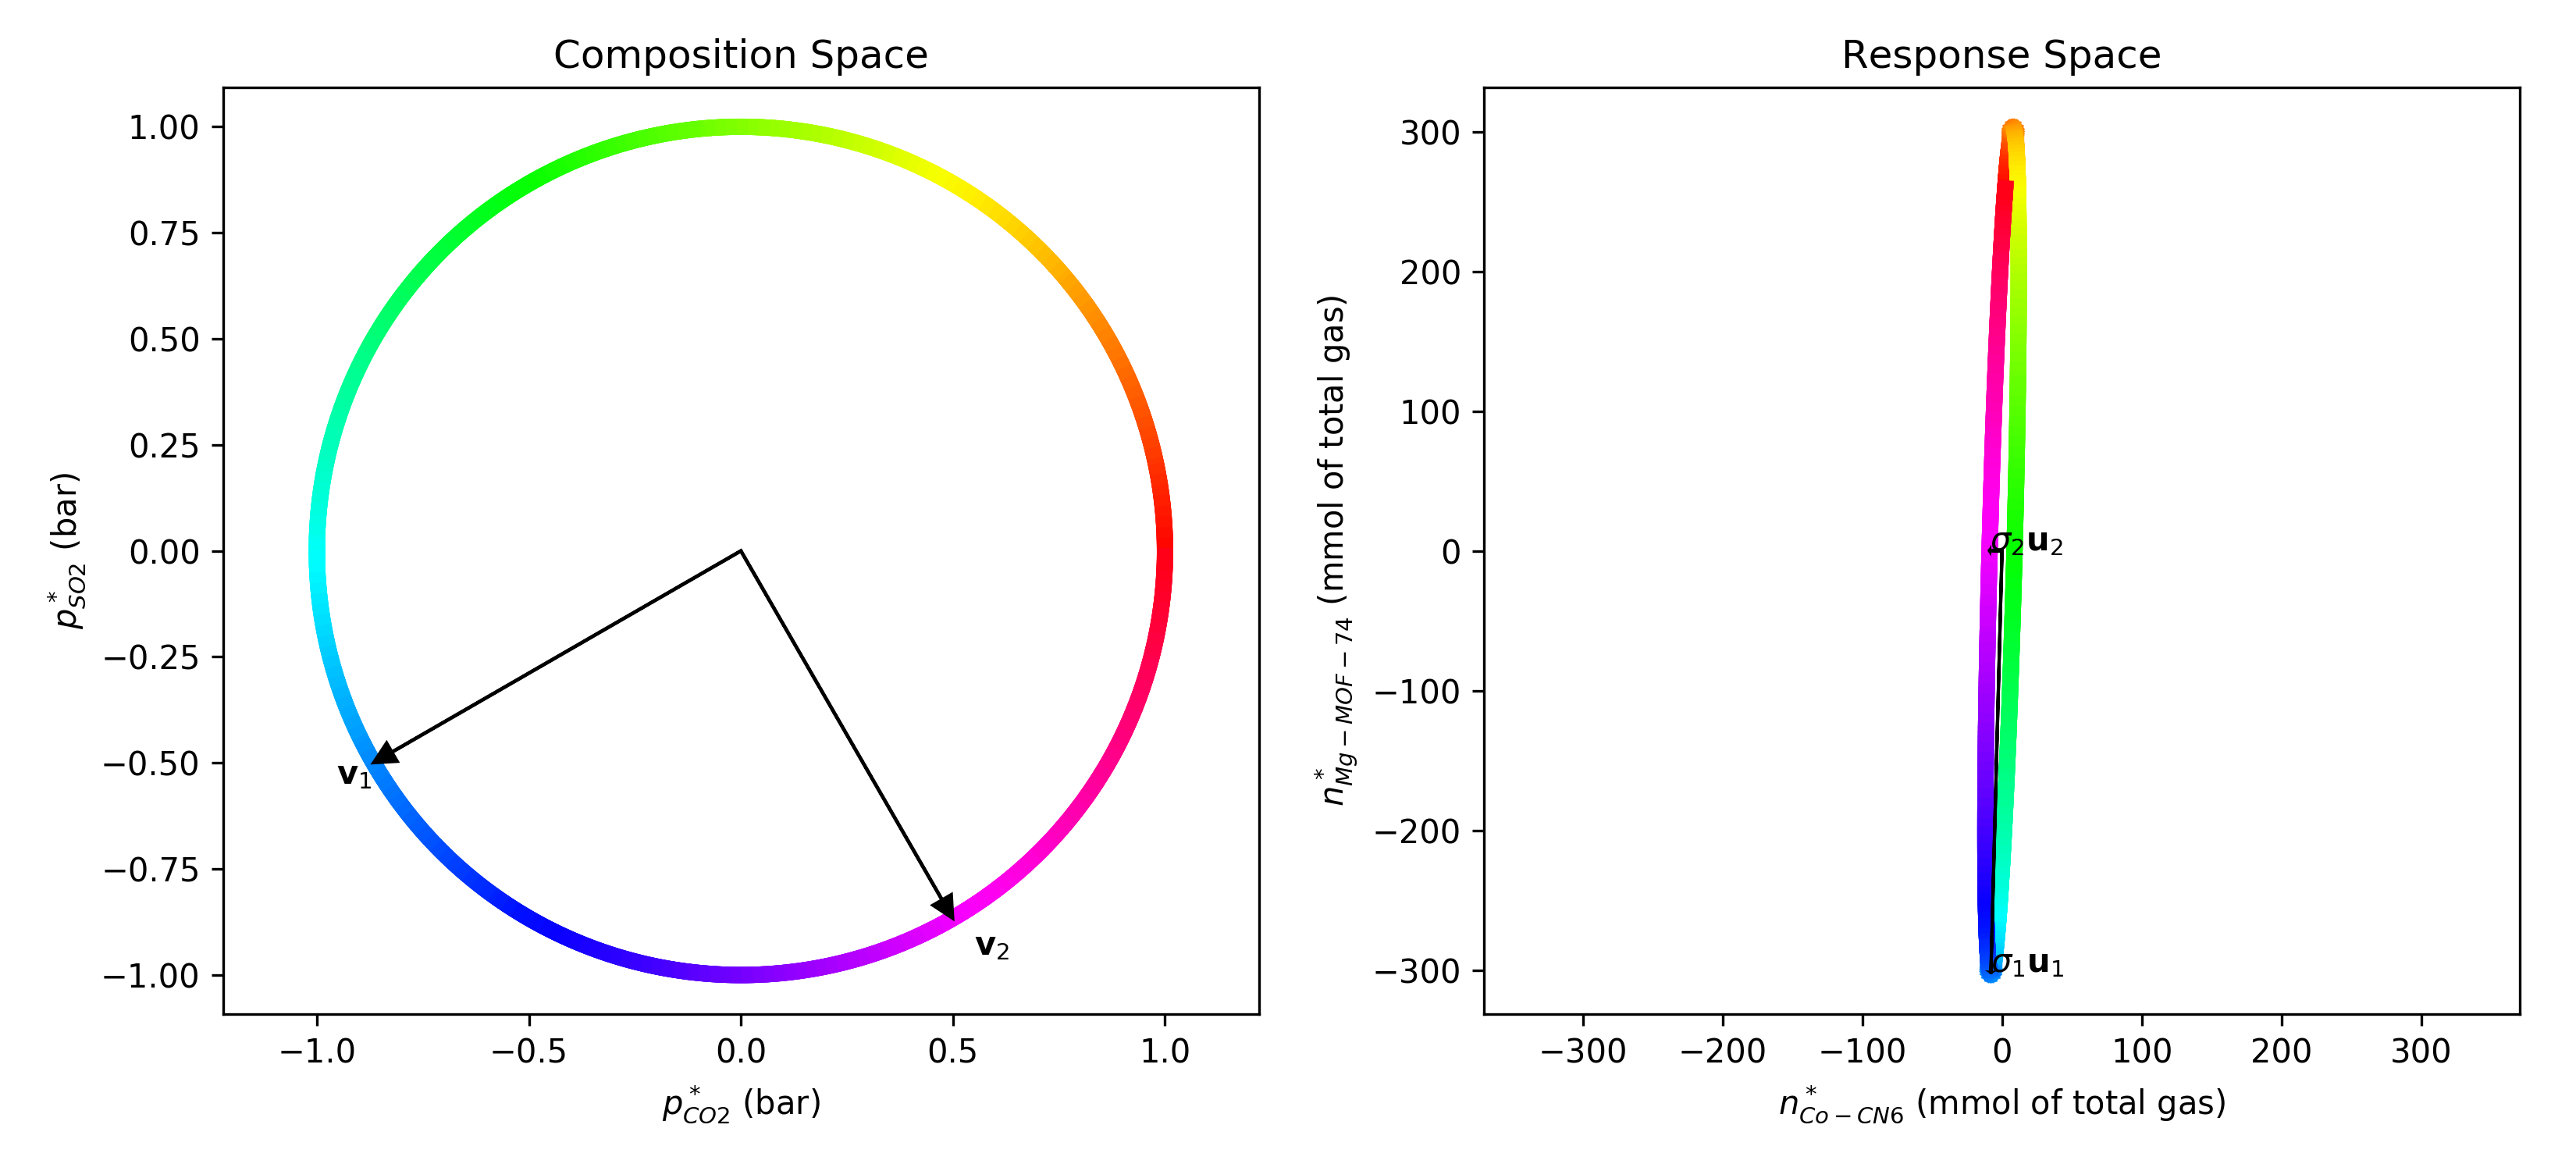 Composition Space
1.00
0.75
0.50
0.25
0.00
−0.25
−0.50
−0.75
−1.00
p*SO2 (bar)
v1
v2
−1.0 −0.5 0.0 0.5 1.0
p*CO2 (bar)
Response Space
300
200
100
0
−100
−200
−300
n*Mg−MOF−74 (mmol of total gas)
σ2u2
σ1u1
−300 −200 −100 0 100 200 300
n*Co−CN6 (mmol of total gas)